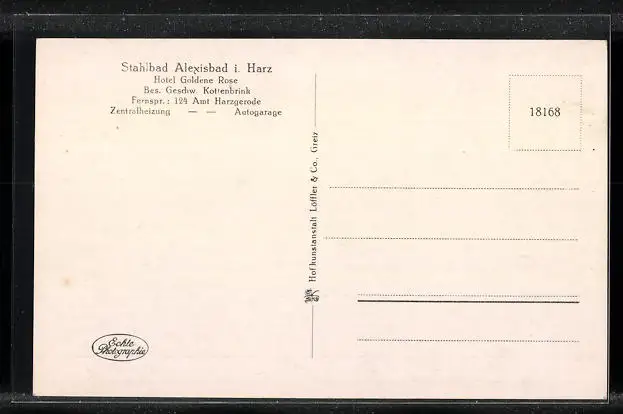 Stahlbad Alexisbad i. Harz
Hotel Goldene Rose
Bes. Geschw. Kottenbrink
Fernspr.: 124 Amt Harzgerode
Zentralheizung — — Autogarage
Hofkunstanstalt Löffler & Co., Greiz
18168
Echte
Photographie